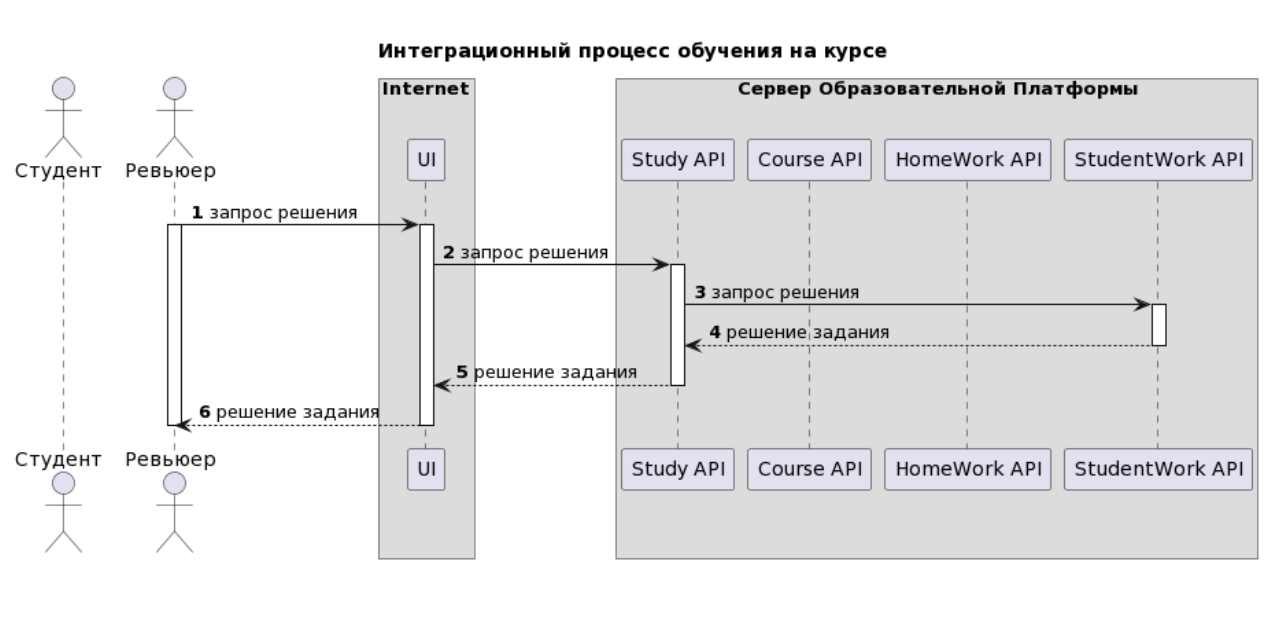 Интеграционный процесс обучения на курсе
Internet
Сервер Образовательной Платформы
Студент
Ревьюер
UI
Study API
Course API
HomeWork API
StudentWork API
1 запрос решения
2 запрос решения
3 запрос решения
4 решение задания
5 решение задания
6 решение задания
Студент
Ревьюер
UI
Study API
Course API
HomeWork API
StudentWork API